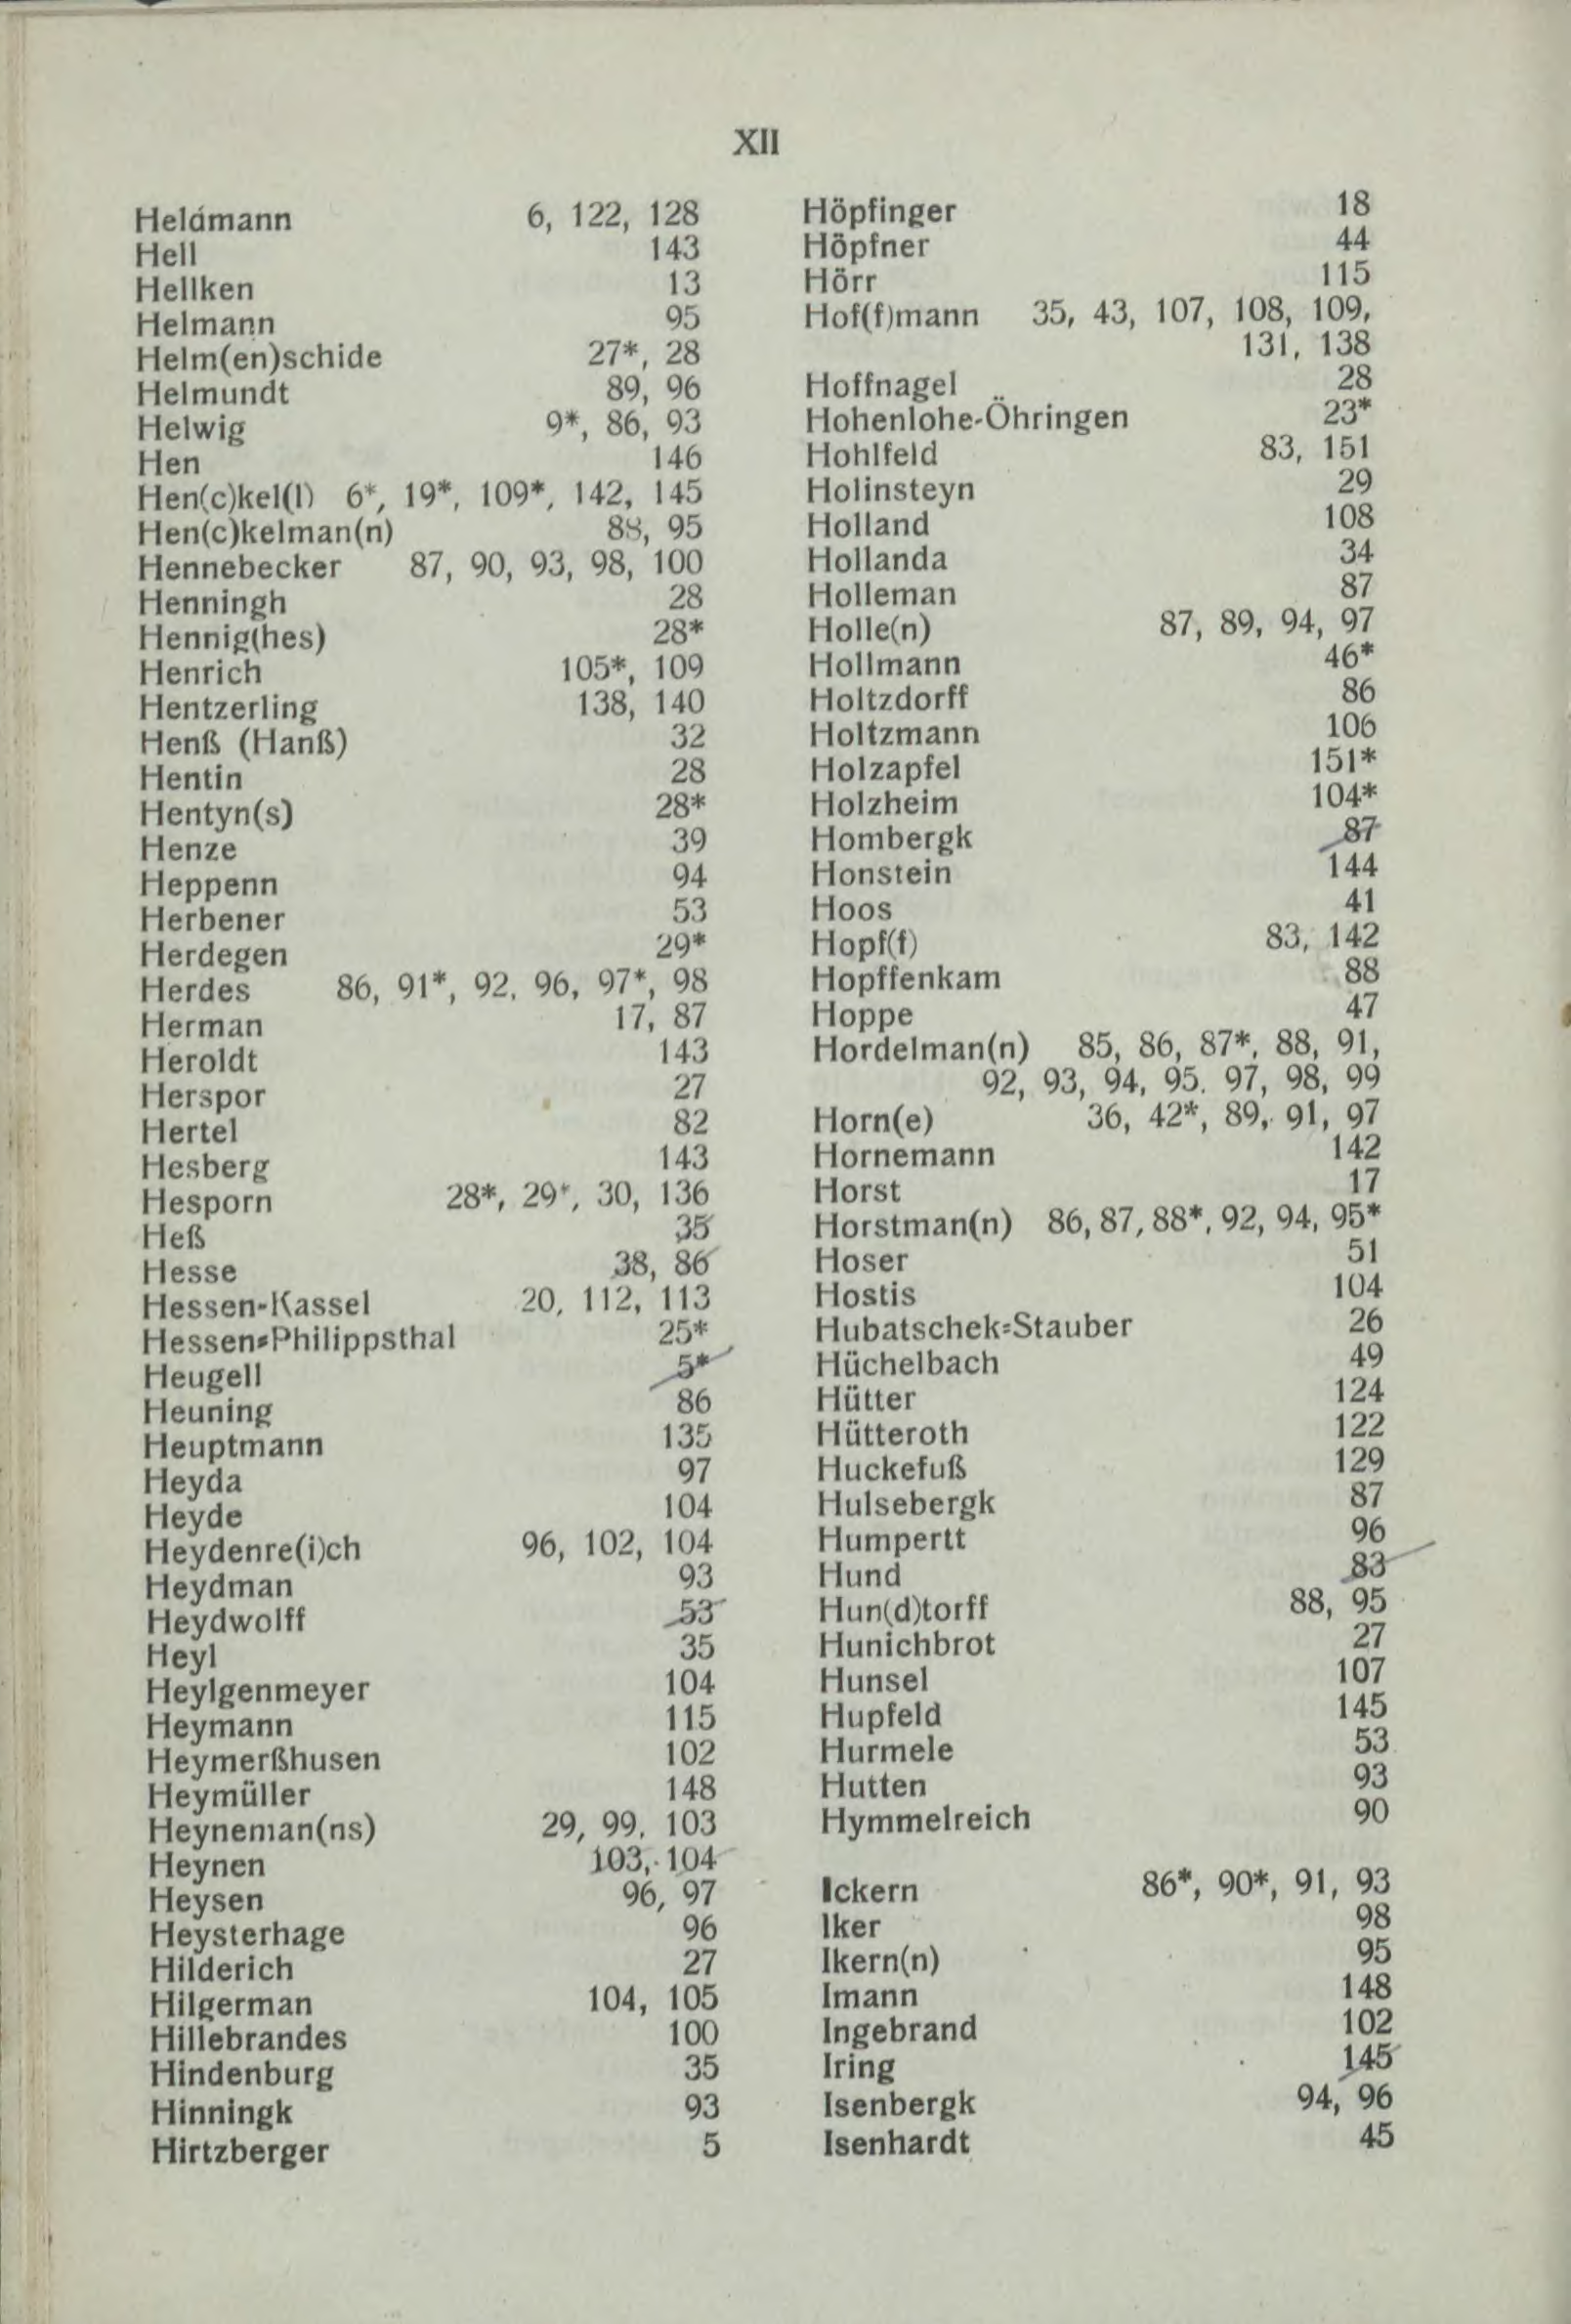 XII
Heldmann 6, 122, 128
Hell 143
Hellken 13
Helmann 95
Helm(en)schide 27*, 28
Helmundt 89, 96
Helwig 9*, 86, 93
Hen 146
Hen(c)kel(l) 6*, 19*, 109*, 142, 145
Hen(c)kelman(n) 88, 95
Hennebecker 87, 90, 93, 98, 100
Henningh 28
Hennig(hes) 28*
Henrich 105*, 109
Hentzerling 138, 140
Henß (Hanß) 32
Hentin 28
Hentyn(s) 28*
Henze 39
Heppenn 94
Herbener 53
Herdegen 29*
Herdes 86, 91*, 92, 96, 97*, 98
Herman 17, 87
Heroldt 143
Herspor 27
Hertel 82
Hesberg 143
Hesporn 28*, 29*, 30, 136
Heß 35
Hesse 38, 86
Hessen-Kassel 20, 112, 113
Hessen=Philippsthal 25*
Heugell 5*
Heuning 86
Heuptmann 135
Heyda 97
Heyde 104
Heydenre(i)ch 96, 102, 104
Heydman 93
Heydwolff 53
Heyl 35
Heylgenmeyer 104
Heymann 115
Heymerßhusen 102
Heymüller 148
Heyneman(ns) 29, 99, 103
Heynen 103, 104
Heysen 96, 97
Heysterhage 96
Hilderich 27
Hilgerman 104, 105
Hillebrandes 100
Hindenburg 35
Hinningk 93
Hirtzberger 5
Höpfinger 18
Höpfner 44
Hörr 115
Hof(f)mann 35, 43, 107, 108, 109,
131, 138
Hoffnagel 28
Hohenlohe-Öhringen 23*
Hohlfeld 83, 151
Holinsteyn 29
Holland 108
Hollanda 34
Holleman 87
Holle(n) 87, 89, 94, 97
Hollmann 46*
Holtzdorff 86
Holtzmann 106
Holzapfel 151*
Holzheim 104*
Hombergk 87
Honstein 144
Hoos 41
Hopf(f) 83, 142
Hopffenkam 88
Hoppe 47
Hordelman(n) 85, 86, 87*, 88, 91,
92, 93, 94, 95. 97, 98, 99
Horn(e) 36, 42*, 89, 91, 97
Hornemann 142
Horst 17
Horstman(n) 86, 87, 88*, 92, 94, 95*
Hoser 51
Hostis 104
Hubatschek=Stauber 26
Hüchelbach 49
Hütter 124
Hütteroth 122
Huckefuß 129
Hulsebergk 87
Humpertt 96
Hund 83
Hun(d)torff 88, 95
Hunichbrot 27
Hunsel 107
Hupfeld 145
Hurmele 53
Hutten 93
Hymmelreich 90
Ickern 86*, 90*, 91, 93
Iker 98
Ikern(n) 95
Imann 148
Ingebrand 102
Iring 145
Isenbergk 94, 96
Isenhardt 45